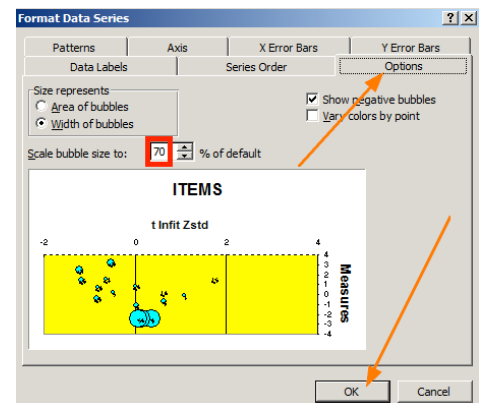 Format Data Series
Patterns Axis X Error Bars Y Error Bars
Data Labels Series Order Options
Size represents
Area of bubbles
Width of bubbles
Show negative bubbles
Vary colors by point
Scale bubble size to: 70 % of default
ITEMS
t Infit Zstd
-2 0 2 4
4
3
2
1
0
-1
-2
-3
-4
Measures
OK Cancel